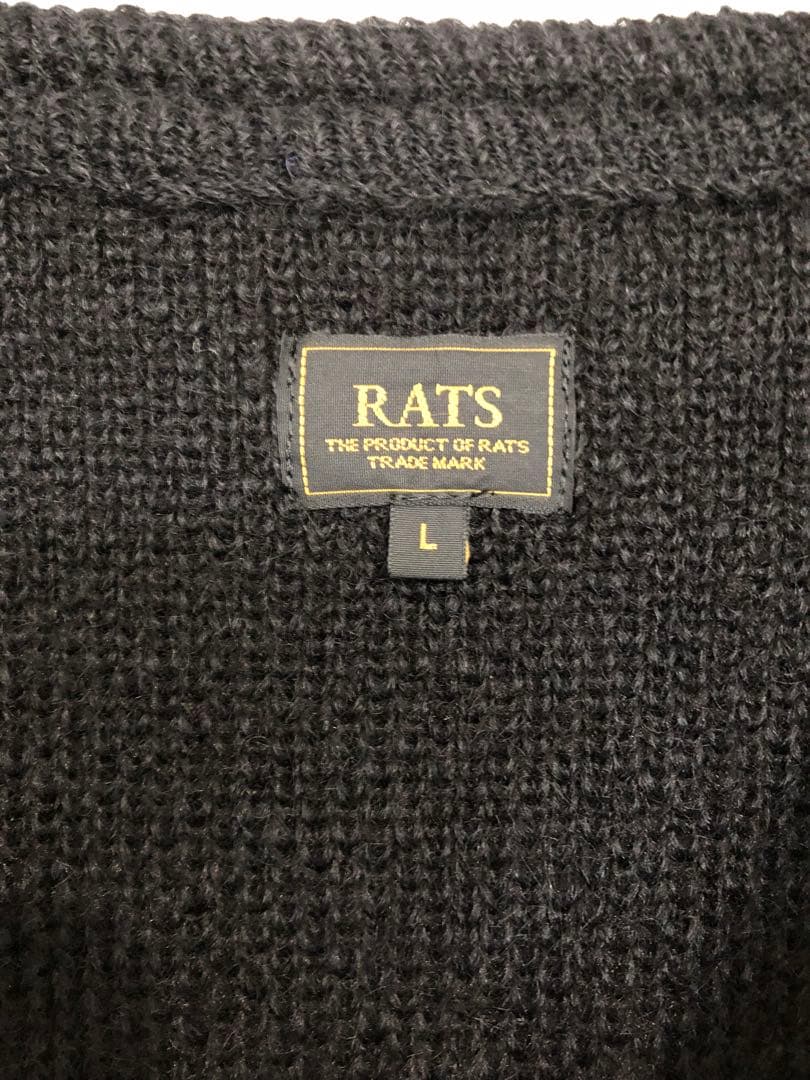 RATS
THE PRODUCT OF RATS
TRADE MARK
L